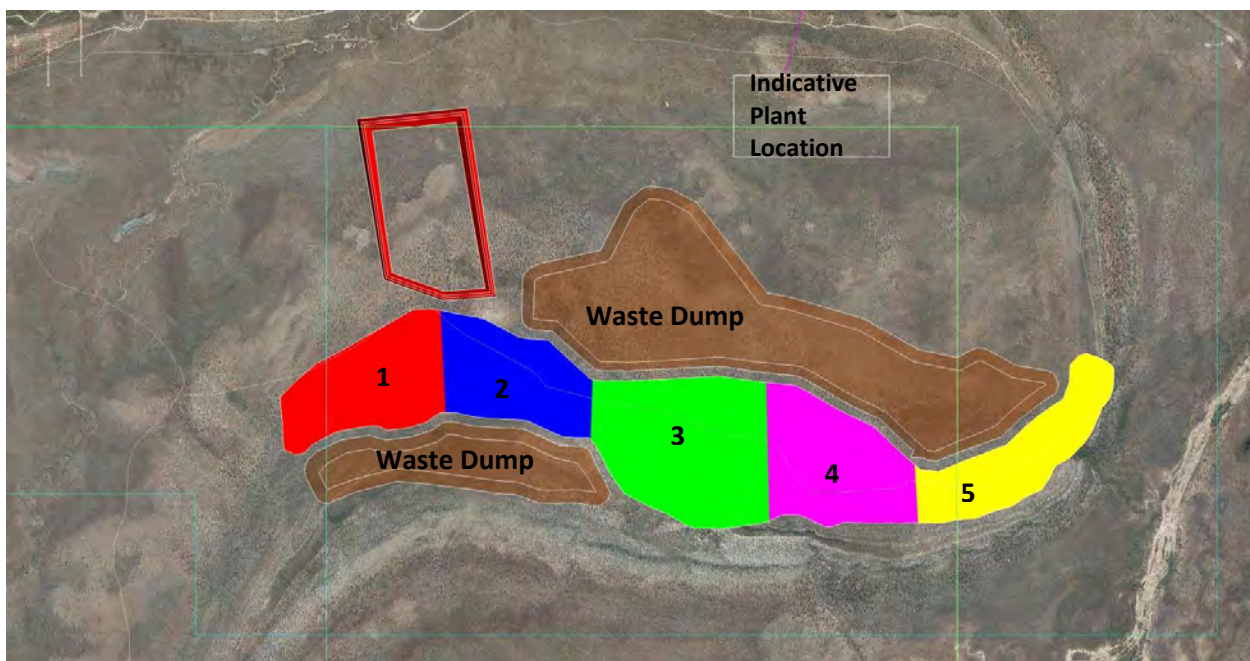 Indicative
Plant
Location
Waste Dump
1
2
3
Waste Dump
4
5